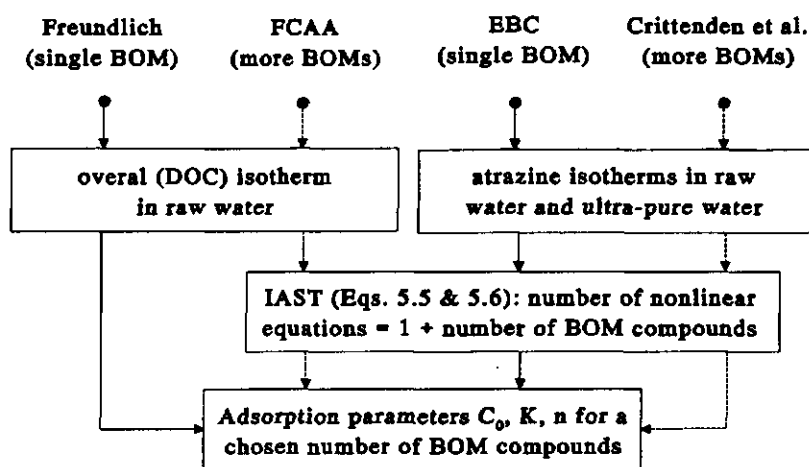 Freundlich
(single BOM)
FCAA
(more BOMs)
EBC
(single BOM)
Crittenden et al.
(more BOMs)
overal (DOC) isotherm
in raw water
atrazine isotherms in raw
water and ultra-pure water
IAST (Eqs. 5.5 & 5.6): number of nonlinear
equations = 1 + number of BOM compounds
Adsorption parameters C₀, K, n for a
chosen number of BOM compounds